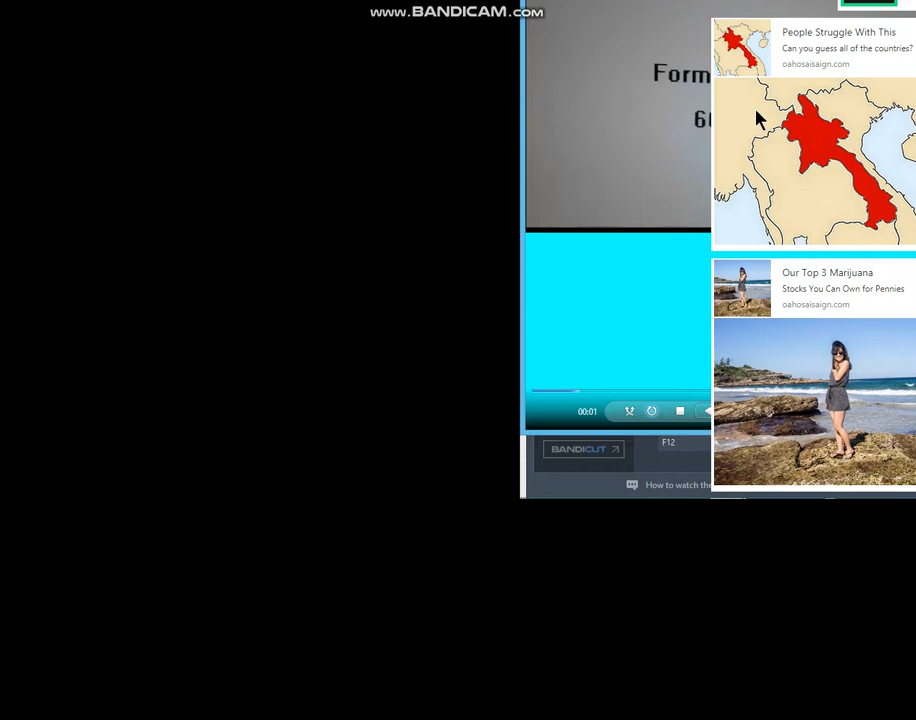 www.BANDICAM.com
People Struggle With This
Can you guess all of the countries?
oahosaisaign.com
Form
6
Our Top 3 Marijuana
Stocks You Can Own for Pennies
oahosaisaign.com
00:01
F12
BANDICUT
How to watch the